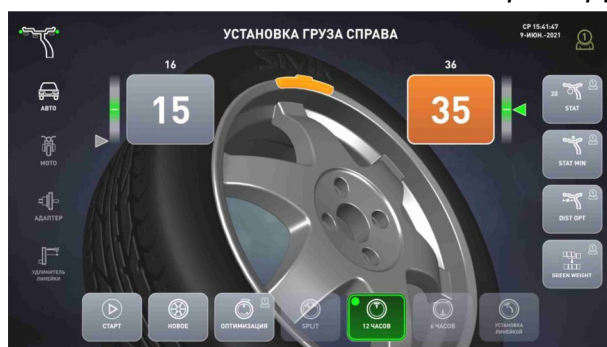 УСТАНОВКА ГРУЗА СПРАВА
СР 15:41:47
9-ИЮН.-2021
1
16
36
15
35
АВТО
МОТО
АДАПТЕР
УДЛИНИТЕЛЬ
ЛИНЕЙКИ
20
STAT
STAT MIN
DIST OPT
GREEN WEIGHT
СТАРТ
НОВОЕ
ОПТИМИЗАЦИЯ
SPLIT
12 ЧАСОВ
6 ЧАСОВ
УСТАНОВКА
ЛИНЕЙКОЙ